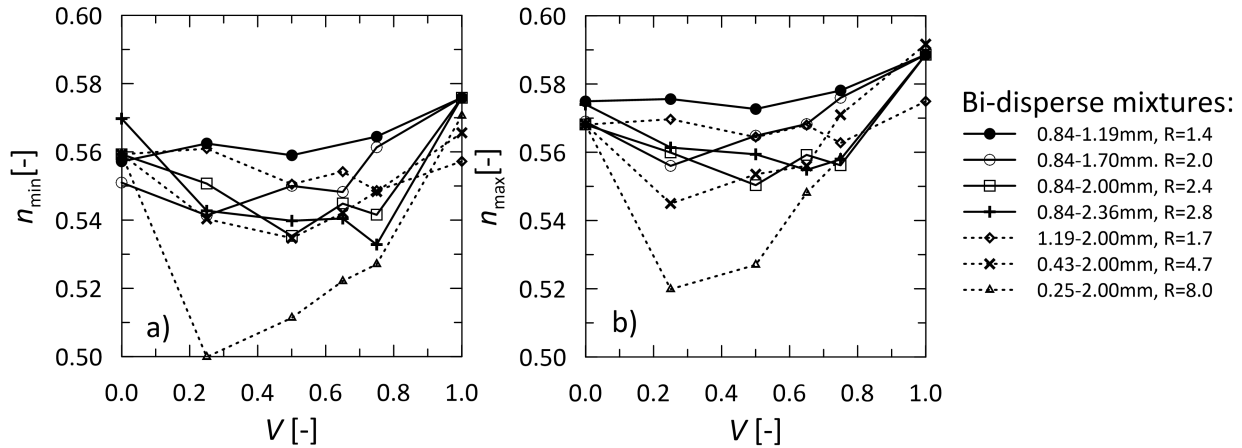 0.60
0.58
0.56
0.54
0.52
0.50
n_min [-]
a)
0.0 0.2 0.4 0.6 0.8 1.0
V [-]
0.60
0.58
0.56
0.54
0.52
0.50
n_max [-]
b)
0.0 0.2 0.4 0.6 0.8 1.0
V [-]
Bi-disperse mixtures:
0.84-1.19mm, R=1.4
0.84-1.70mm. R=2.0
0.84-2.00mm, R=2.4
0.84-2.36mm, R=2.8
1.19-2.00mm, R=1.7
0.43-2.00mm, R=4.7
0.25-2.00mm, R=8.0